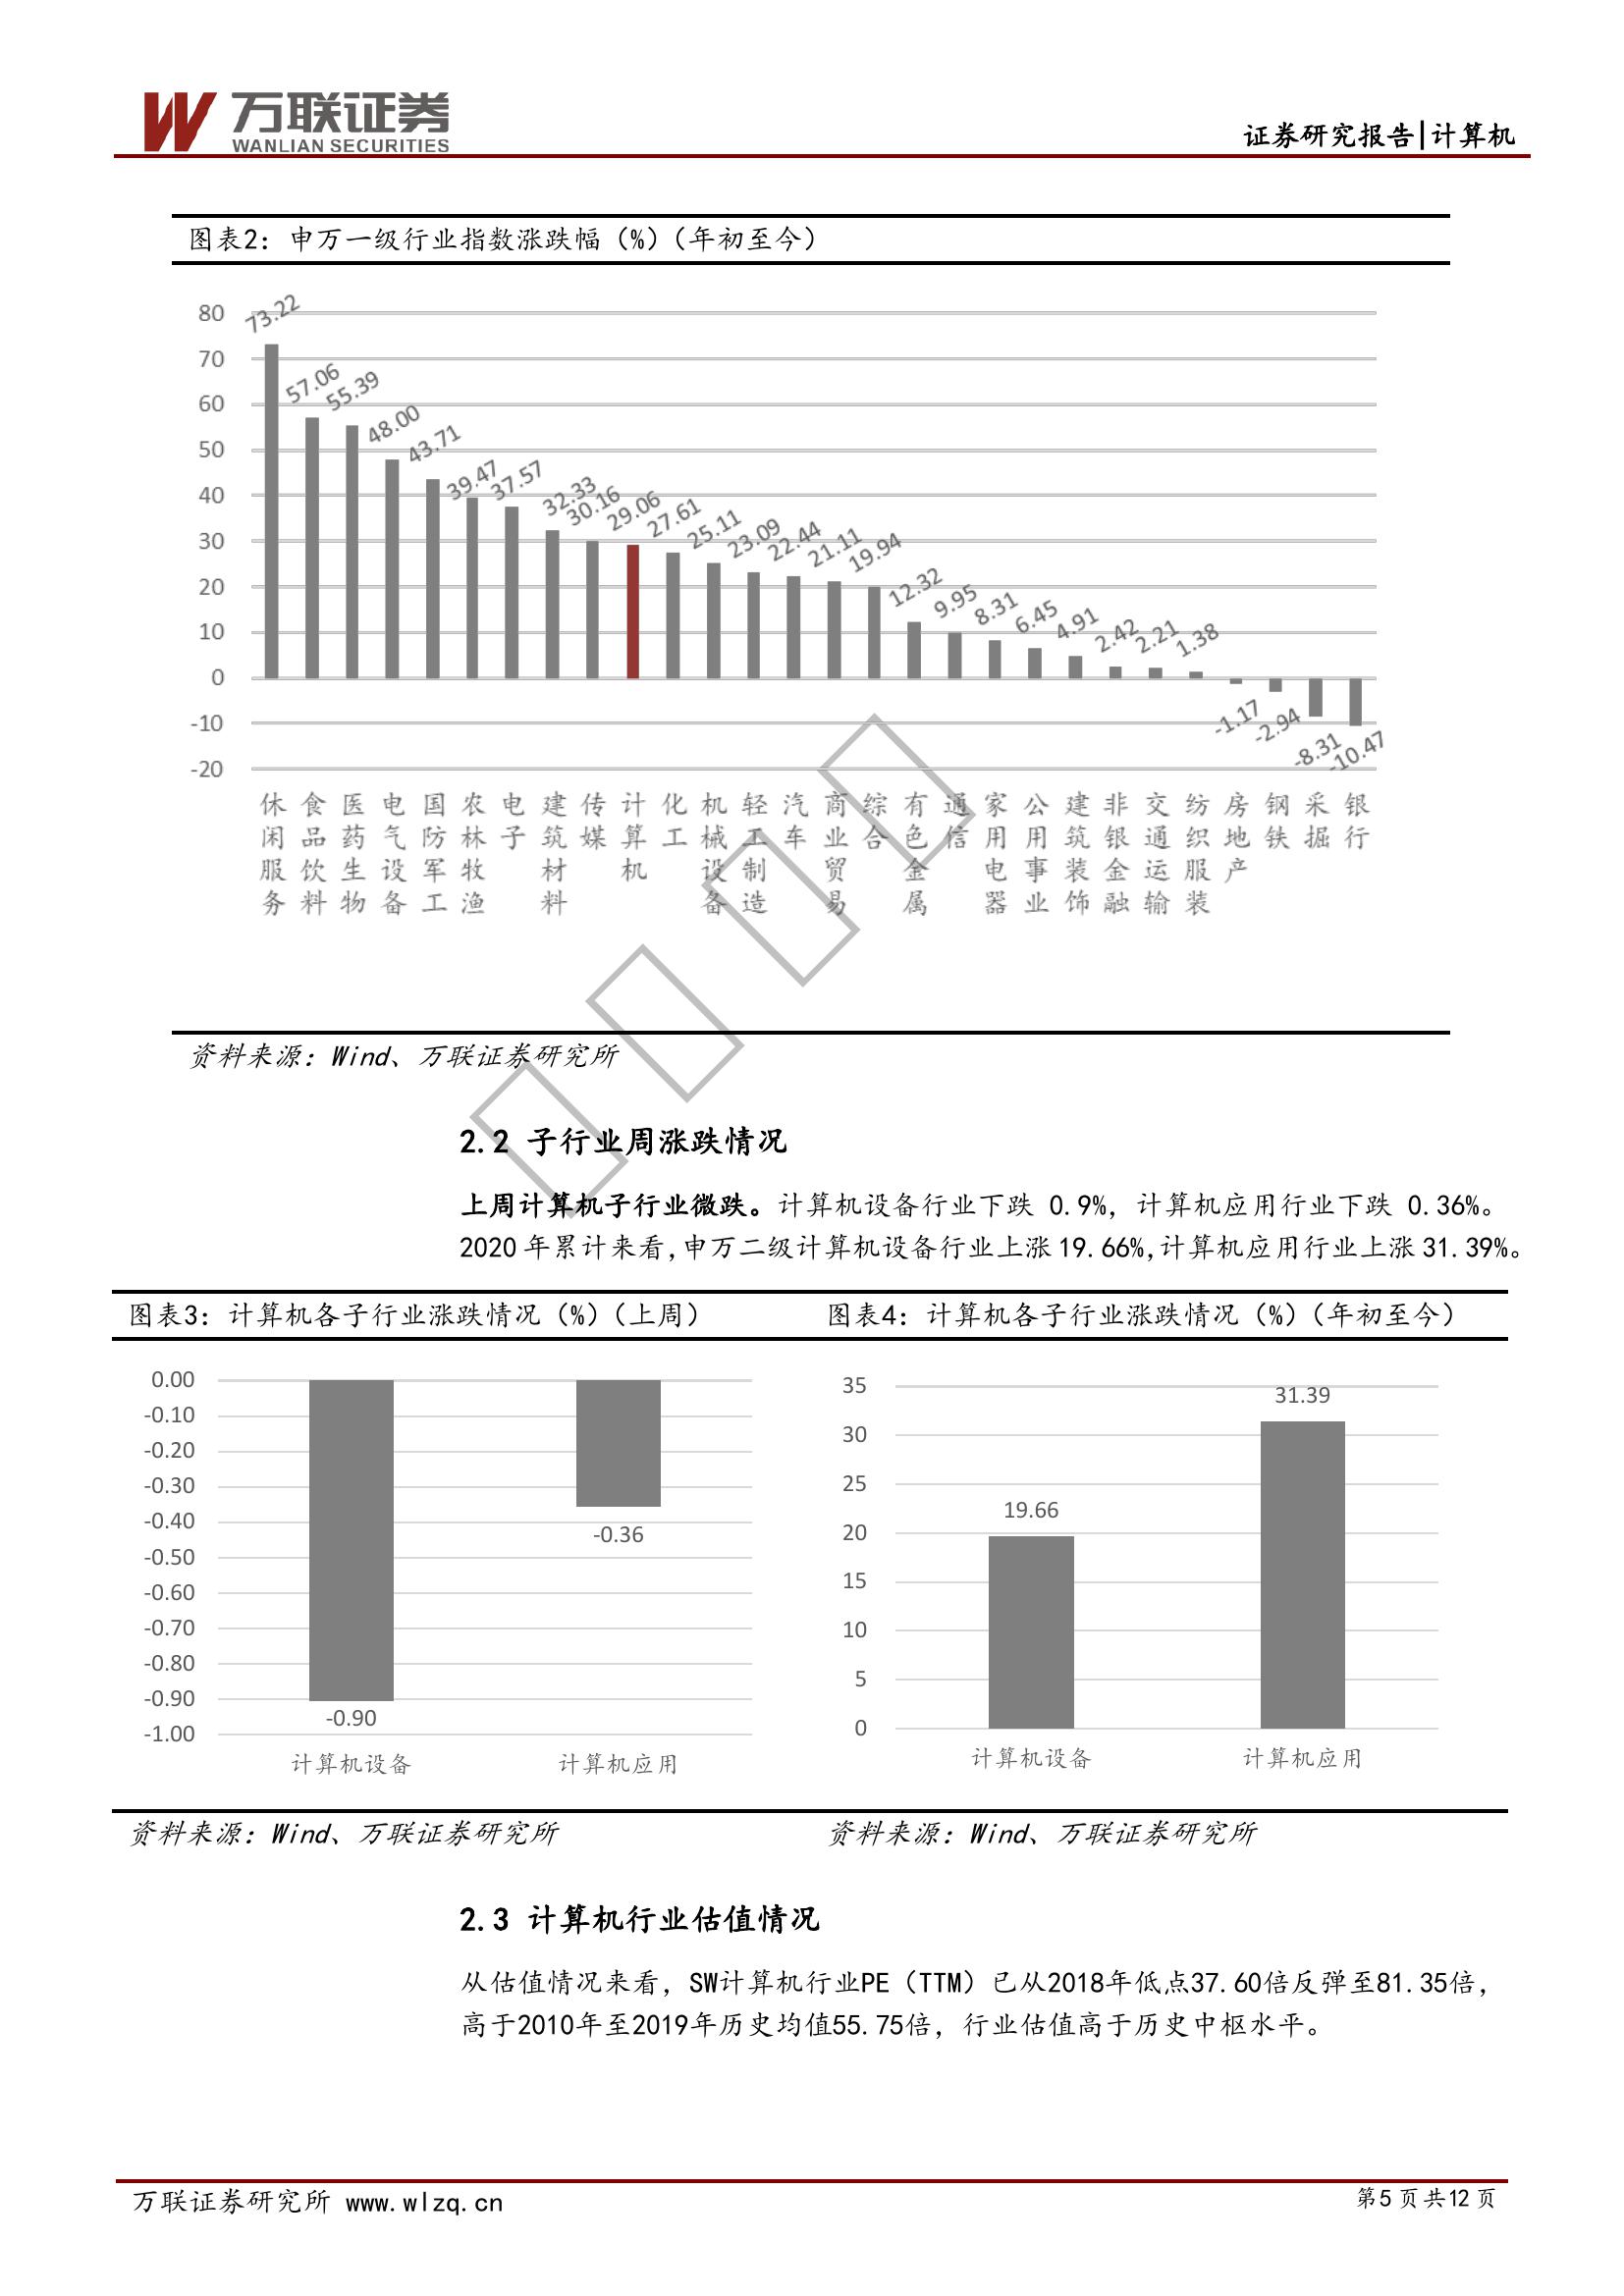 万联证券
WANLIAN SECURITIES
证券研究报告|计算机
图表2：申万一级行业指数涨跌幅（%）（年初至今）
80
70
60
50
40
30
20
10
0
-10
-20
73.22
57.06
55.39
48.00
43.71
39.47
37.57
32.33
30.16
29.06
27.61
25.11
23.09
22.44
21.11
19.94
12.32
9.95
8.31
6.45
4.91
2.42
2.21
1.38
-1.17
-2.94
-8.31
-10.47
休闲服务
食品饮料
医药生物
电气设备
国防军工
农林牧渔
电子
建筑材料
传媒
计算机
化工
机械设备
轻工制造
汽车
商业贸易
综合
有色金属
通信
家用电器
公用事业
建筑装饰
非银金融
交通运输
纺织服装
房地产
钢铁
采掘
银行
资料来源：Wind、万联证券研究所
2.2 子行业周涨跌情况
上周计算机子行业微跌。计算机设备行业下跌 0.9%，计算机应用行业下跌 0.36%。
2020 年累计来看,申万二级计算机设备行业上涨 19.66%,计算机应用行业上涨 31.39%。
图表3：计算机各子行业涨跌情况（%）（上周）
0.00
-0.10
-0.20
-0.30
-0.40
-0.50
-0.60
-0.70
-0.80
-0.90
-1.00
-0.90
-0.36
计算机设备
计算机应用
资料来源：Wind、万联证券研究所
图表4：计算机各子行业涨跌情况（%）（年初至今）
35
30
25
20
15
10
5
0
19.66
31.39
计算机设备
计算机应用
资料来源：Wind、万联证券研究所
2.3 计算机行业估值情况
从估值情况来看，SW计算机行业PE（TTM）已从2018年低点37.60倍反弹至81.35倍，
高于2010年至2019年历史均值55.75倍，行业估值高于历史中枢水平。
万联证券研究所 www.wlzq.cn
第5 页 共12 页